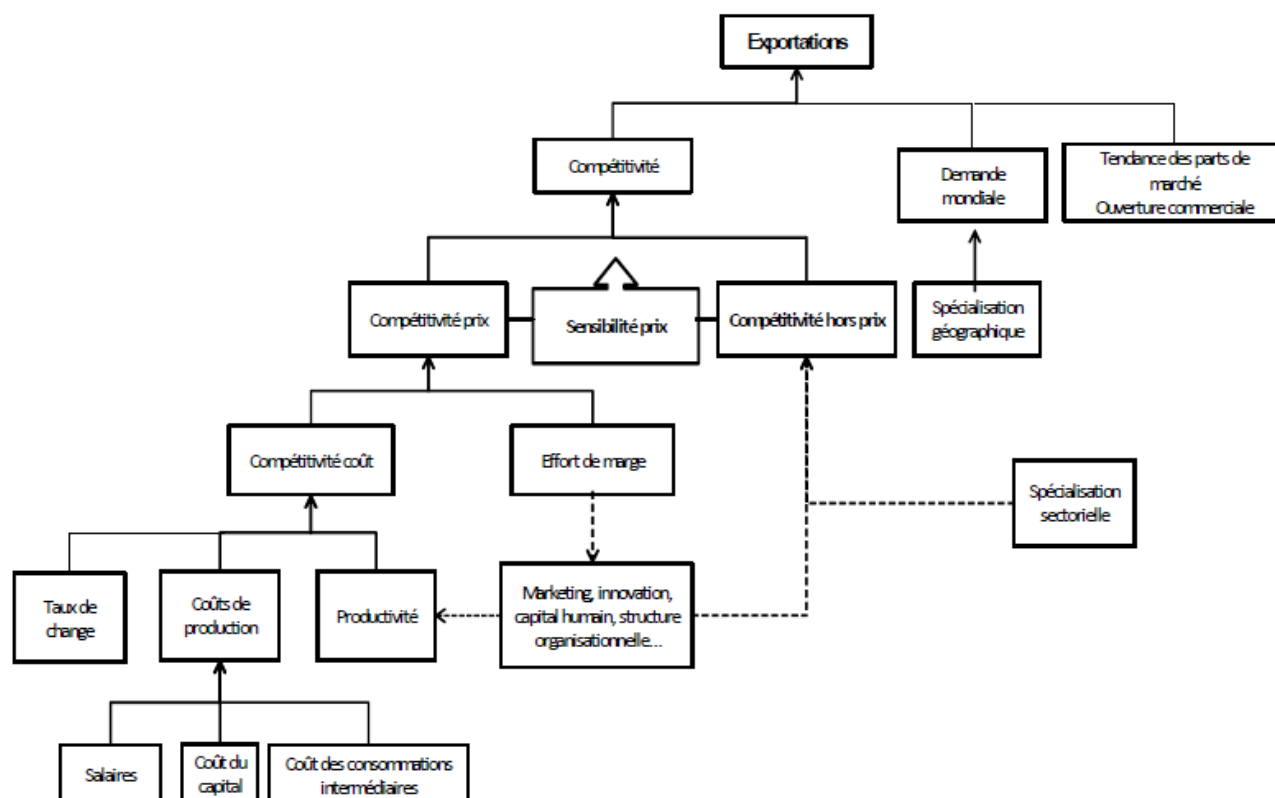 Exportations
Compétitivité
Demande
mondiale
Tendance des parts de
marché
Ouverture commerciale
Compétitivité prix
Sensibilité prix
Compétitivité hors prix
Spécialisation
géographique
Compétitivité coût
Effort de marge
Spécialisation
sectorielle
Taux de
change
Coûts de
production
Productivité
Marketing, innovation,
capital humain, structure
organisationnelle...
Salaires
Coût du
capital
Coût des consommations
intermédiaires